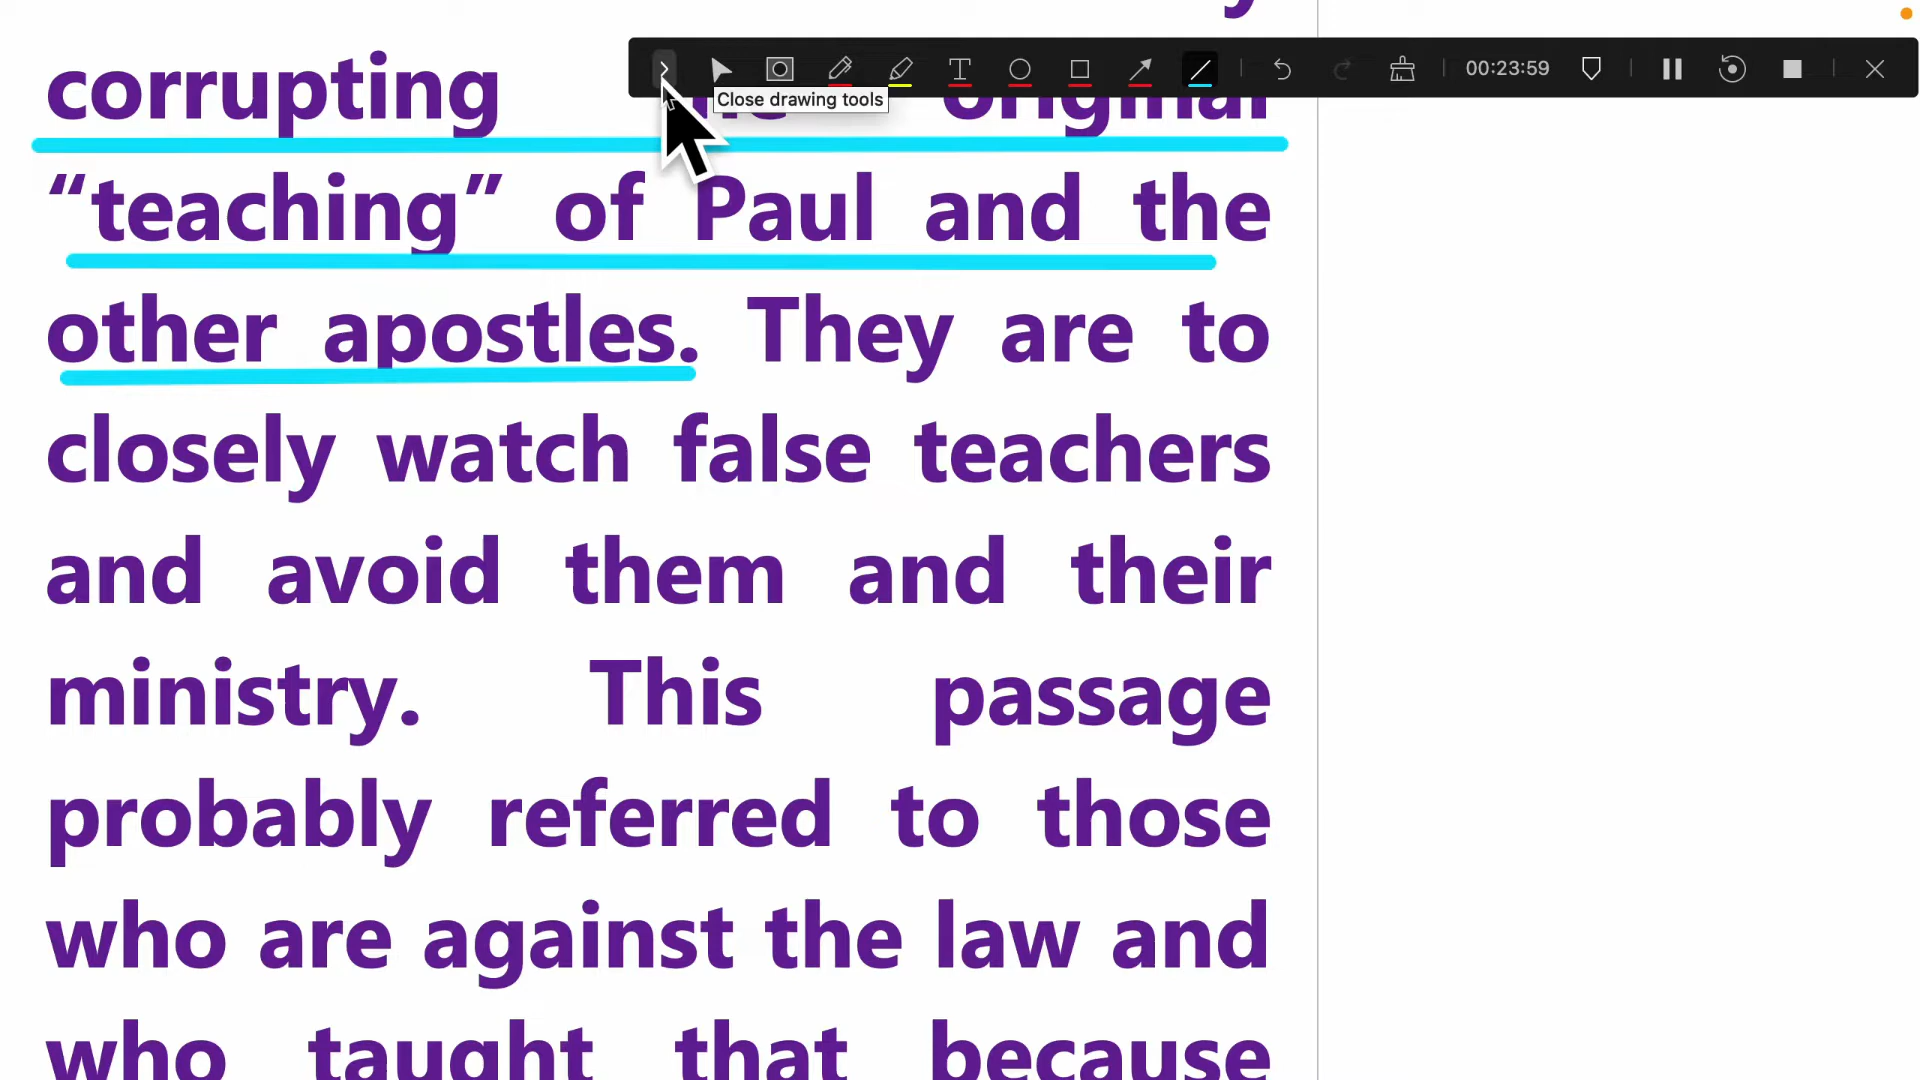 corrupting the original
00:23:59
Close drawing tools
“teaching” of Paul and the
other apostles. They are to
closely watch false teachers
and avoid them and their
ministry. This passage
probably referred to those
who are against the law and
who taught that because